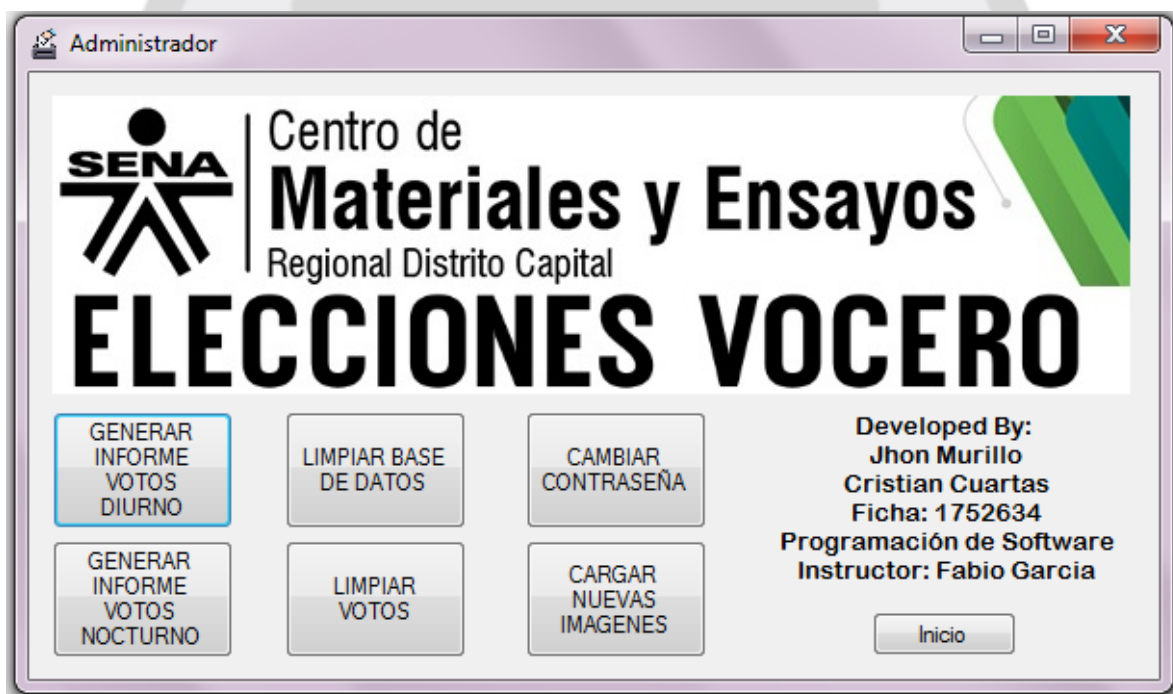 Administrador
SENA
Centro de
Materiales y Ensayos
Regional Distrito Capital
ELECCIONES VOCERO
GENERAR
INFORME
VOTOS
DIURNO
LIMPIAR BASE
DE DATOS
CAMBIAR
CONTRASEÑA
GENERAR
INFORME
VOTOS
NOCTURNO
LIMPIAR
VOTOS
CARGAR
NUEVAS
IMAGENES
Developed By:
Jhon Murillo
Cristian Cuartas
Ficha: 1752634
Programación de Software
Instructor: Fabio Garcia
Inicio